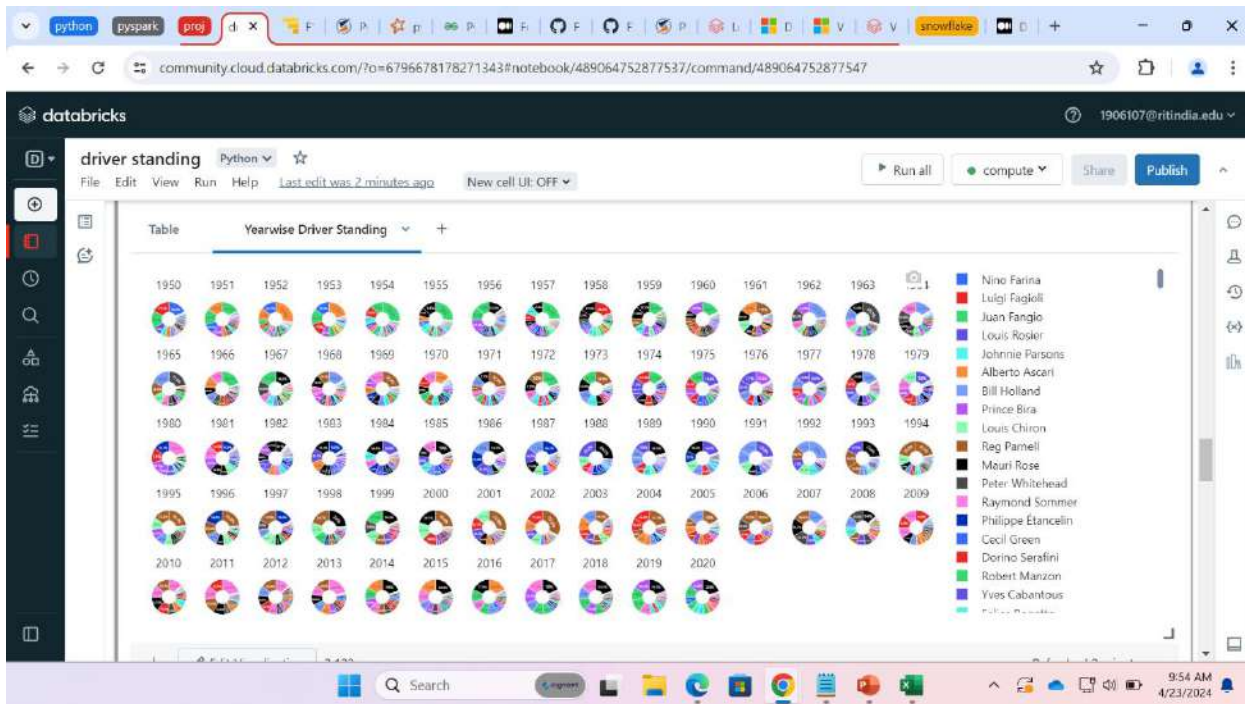 python pyspark proj snowflake
community.cloud.databricks.com/?o=6796678178271343#notebook/489064752877537/command/489064752877547
databricks 1906107@ritindia.edu
D driver standing Python Run all compute Share Publish
File Edit View Run Help Last edit was 2 minutes ago New cell UI: OFF
Table Yearwise Driver Standing +
1950 1951 1952 1953 1954 1955 1956 1957 1958 1959 1960 1961 1962 1963
1965 1966 1967 1968 1969 1970 1971 1972 1973 1974 1975 1976 1977 1978 1979
1980 1981 1982 1983 1984 1985 1986 1987 1988 1989 1990 1991 1992 1993 1994
1995 1996 1997 1998 1999 2000 2001 2002 2003 2004 2005 2006 2007 2008 2009
2010 2011 2012 2013 2014 2015 2016 2017 2018 2019 2020
Nino Farina
Luigi Fagioli
Juan Fangio
Louis Rosier
Johnnie Parsons
Alberto Ascari
Bill Holland
Prince Bira
Louis Chiron
Reg Parnell
Mauri Rose
Peter Whitehead
Raymond Sommer
Philippe Étancelin
Cecil Green
Dorino Serafini
Robert Manzon
Yves Cabantous
Search
9:54 AM
4/23/2024